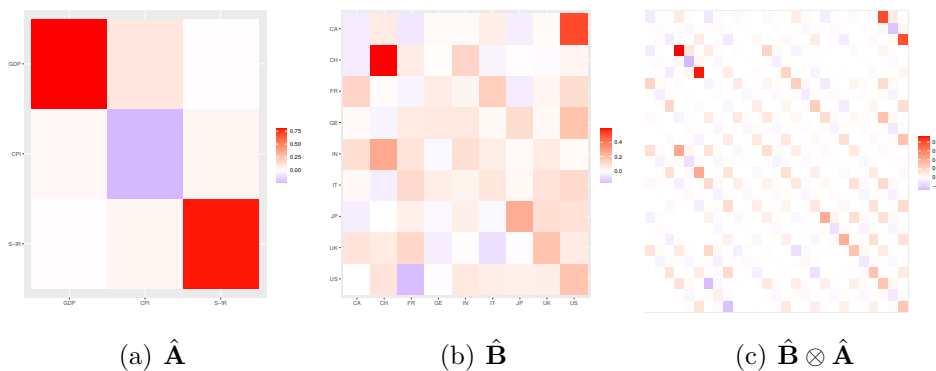 GDP
CPI
S-IR
GDP
CPI
S-IR
0.75
0.50
0.25
0.00
CA
CH
FR
GE
IN
IT
JP
UK
US
CA CH FR GE IN IT JP UK US
0.4
0.2
0.0
(a) Â
(b) B̂
(c) B̂ ⊗ Â